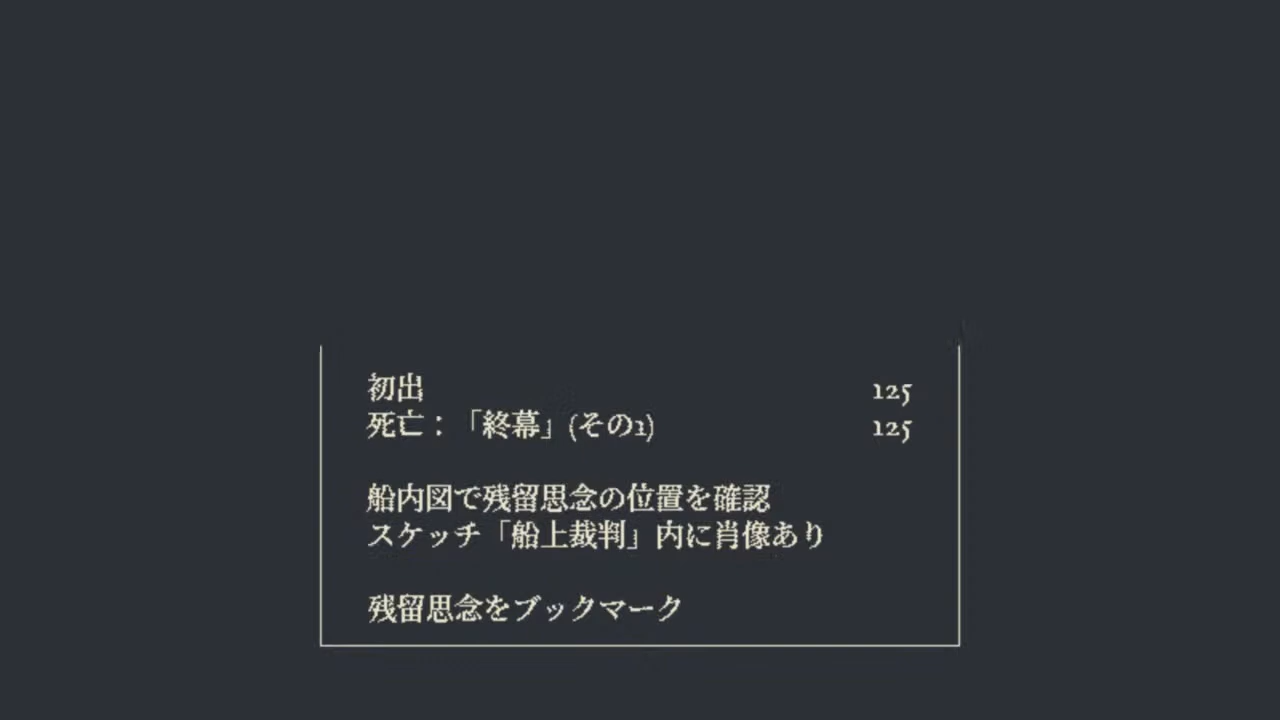 初出 125
死亡：「終幕」(その1) 125
船内図で残留思念の位置を確認
スケッチ「船上裁判」内に肖像あり
残留思念をブックマーク